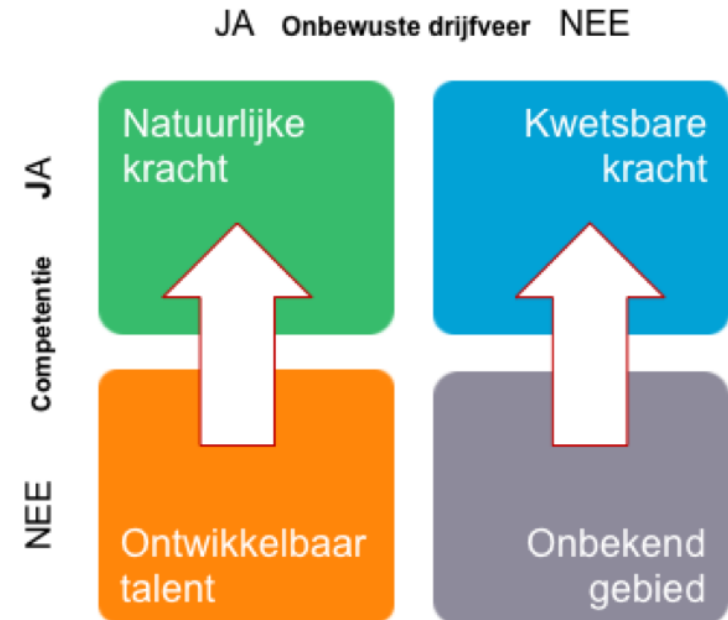 JA Onbewuste drijfveer NEE
Natuurlijke
kracht
Kwetsbare
kracht
JA
Competentie
NEE
Ontwikkelbaar
talent
Onbekend
gebied